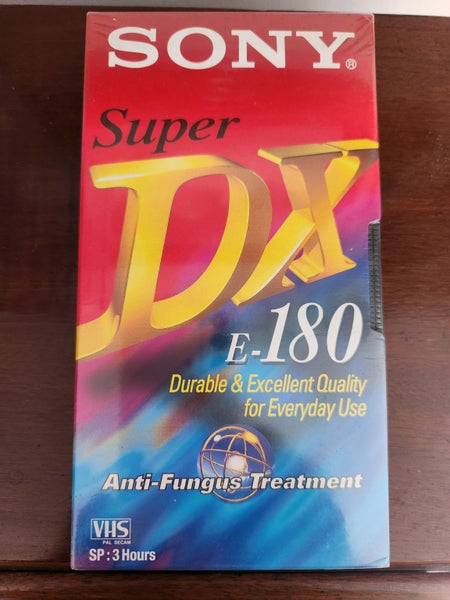 SONY®
Super
DX
E-180
Durable & Excellent Quality
for Everyday Use
Anti-Fungus Treatment
VHS
PAL SECAM
SP : 3 Hours